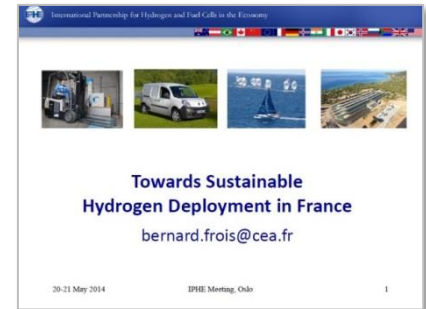 IPHE
International Partnership for Hydrogen and Fuel Cells in the Economy
Towards Sustainable
Hydrogen Deployment in France
bernard.frois@cea.fr
20-21 May 2014 IPHE Meeting, Oslo 1